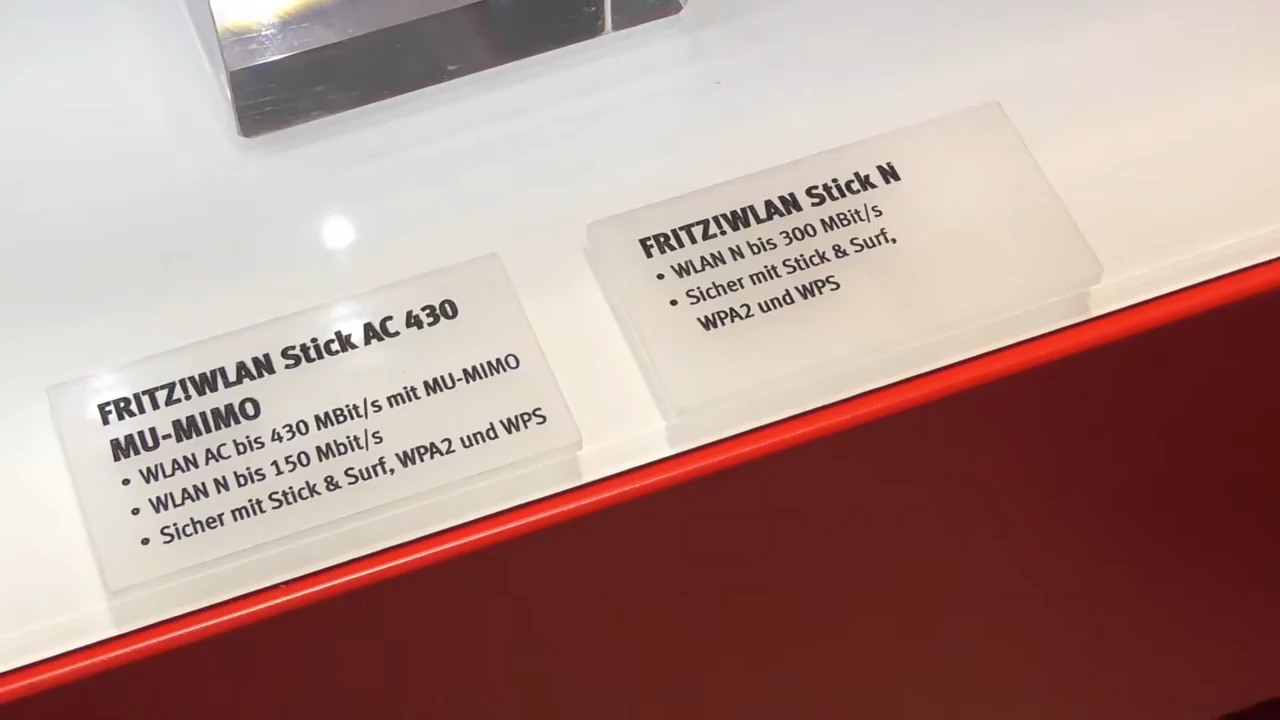 FRITZ!WLAN Stick AC 430
MU-MIMO
• WLAN AC bis 430 MBit/s mit MU-MIMO
• WLAN N bis 150 Mbit/s
• Sicher mit Stick & Surf, WPA2 und WPS
FRITZ!WLAN Stick N
• WLAN N bis 300 MBit/s
• Sicher mit Stick & Surf,
WPA2 und WPS